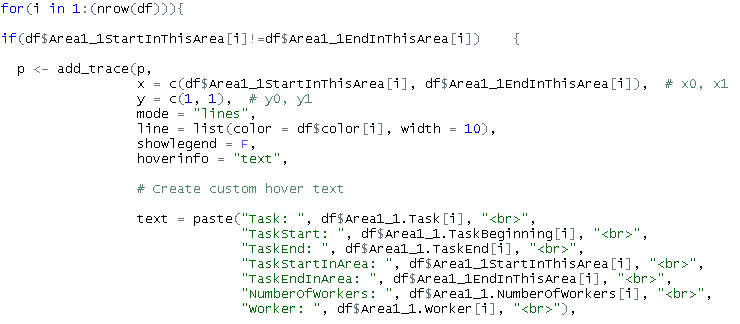 for(i in 1:(nrow(df))){
if(df$Area1_1StartInThisArea[i]!=df$Area1_1EndInThisArea[i])    {
p <- add_trace(p,
x = c(df$Area1_1StartInThisArea[i], df$Area1_1EndInThisArea[i]),  # x0, x1
y = c(1, 1),  # y0, y1
mode = "lines",
line = list(color = df$color[i], width = 10),
showlegend = F,
hoverinfo = "text",
# Create custom hover text
text = paste("Task: ", df$Area1_1.Task[i], "<br>",
"TaskStart: ", df$Area1_1.TaskBeginning[i], "<br>",
"TaskEnd: ", df$Area1_1.TaskEnd[i], "<br>",
"TaskStartInArea: ", df$Area1_1StartInThisArea[i], "<br>",
"TaskEndInArea: ", df$Area1_1EndInThisArea[i], "<br>",
"NumberOfWorkers: ", df$Area1_1.NumberOfWorkers[i], "<br>",
"Worker: ", df$Area1_1.Worker[i], "<br>"),